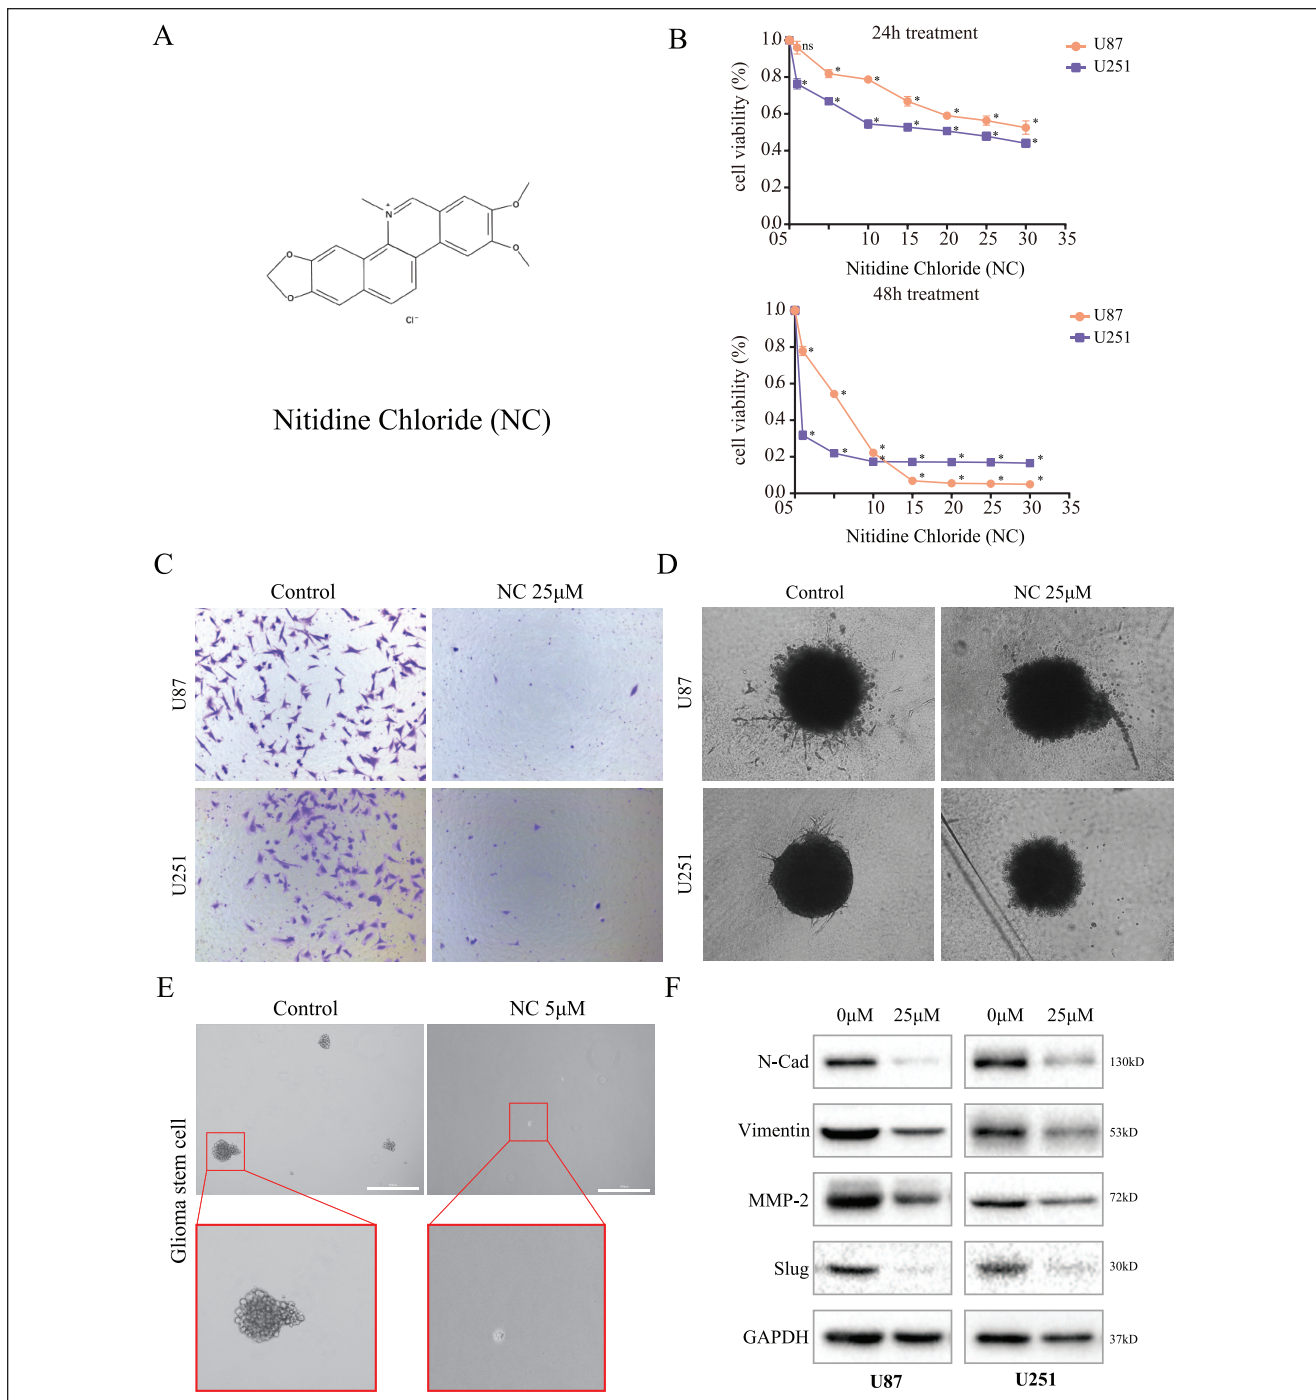 A
N
+
O
O
O
O
Cl⁻
Nitidine Chloride (NC)
B
24h treatment
U87
U251
cell viability (%)
1.0
0.8
0.6
0.4
0.2
0.0
ns
* * * * * *
* * * * * * *
05 10 15 20 25 30 35
Nitidine Chloride (NC)
48h treatment
U87
U251
cell viability (%)
1.0
0.8
0.6
0.4
0.2
0.0
* * * * * * *
* * * * * * *
05 10 15 20 25 30 35
Nitidine Chloride (NC)
C
Control NC 25μM
U87
U251
D
Control NC 25μM
U87
U251
E
Control NC 5μM
Glioma stem cell
F
0μM 25μM 0μM 25μM
N-Cad 130kD
Vimentin 53kD
MMP-2 72kD
Slug 30kD
GAPDH 37kD
U87 U251